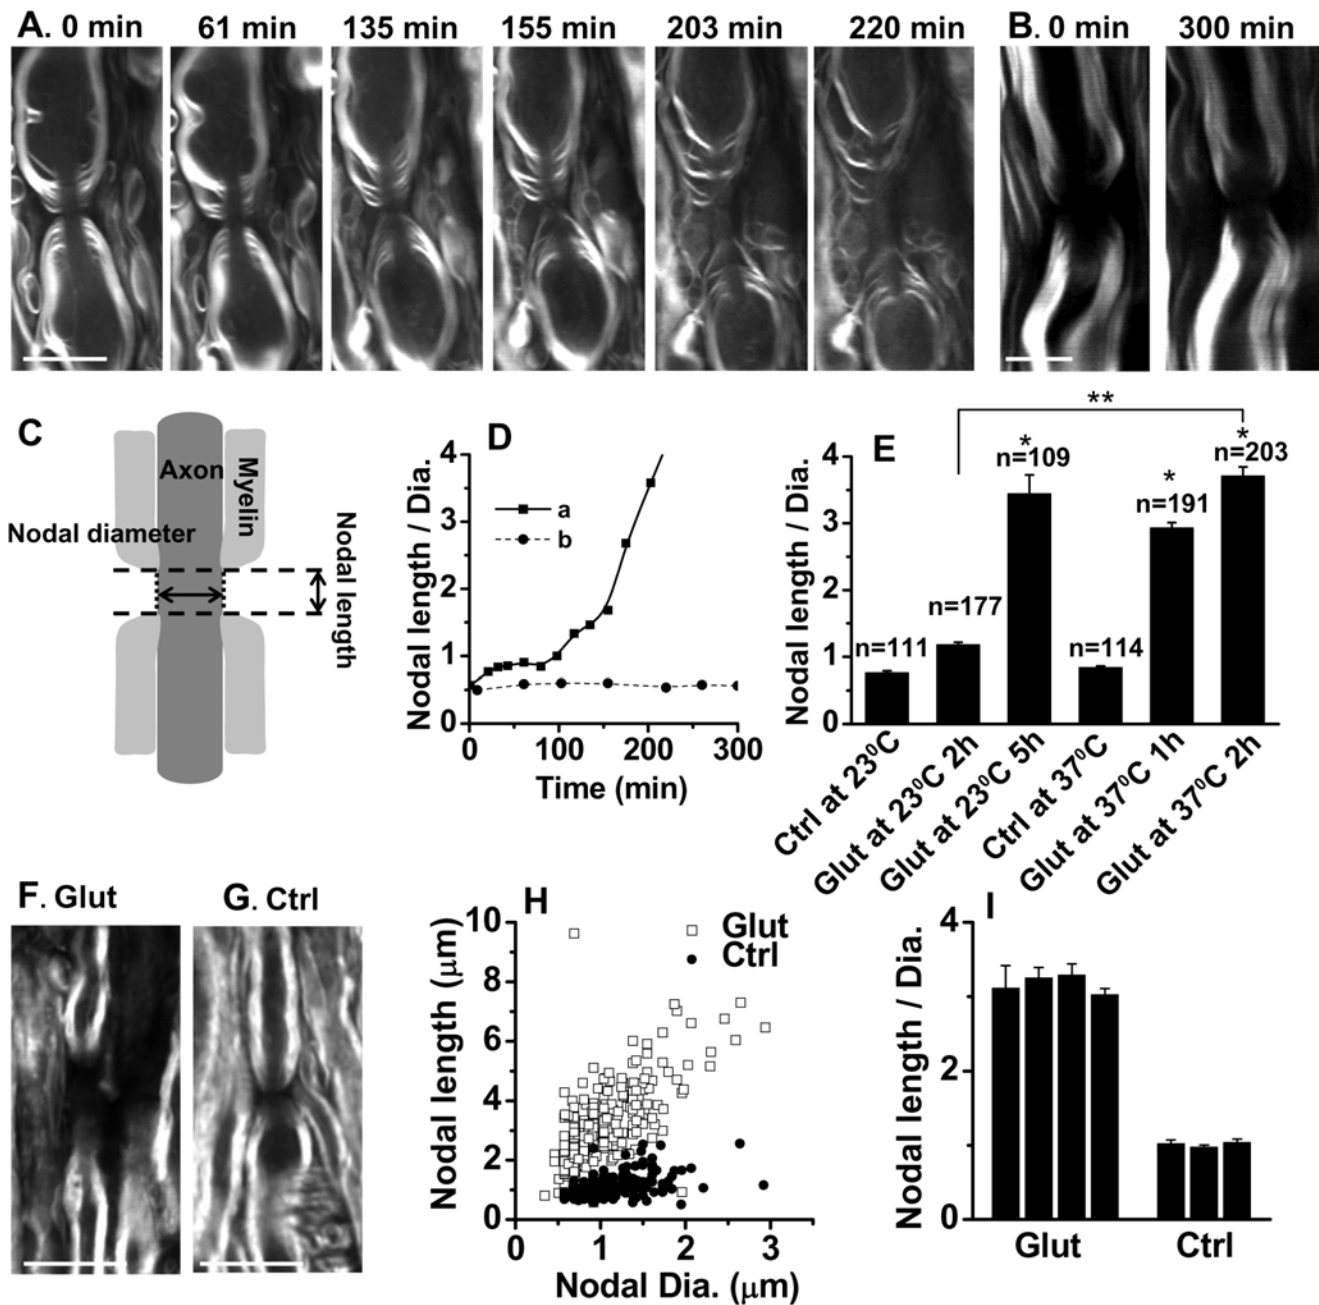 A. 0 min 61 min 135 min 155 min 203 min 220 min B. 0 min 300 min
C
Axon
Myelin
Nodal diameter
Nodal length
D
4
3
2
1
0
Nodal length / Dia.
a
b
0 100 200 300
Time (min)
E
**
4
3
2
1
0
Nodal length / Dia.
n=111
n=177
*
n=109
n=114
*
n=191
*
n=203
Ctrl at 23⁰C
Glut at 23⁰C 2h
Glut at 23⁰C 5h
Ctrl at 37⁰C
Glut at 37⁰C 1h
Glut at 37⁰C 2h
F. Glut
G. Ctrl
H
10
8
6
4
2
0
Nodal length (μm)
Glut
Ctrl
0 1 2 3
Nodal Dia. (μm)
I
4
2
0
Nodal length / Dia.
Glut Ctrl